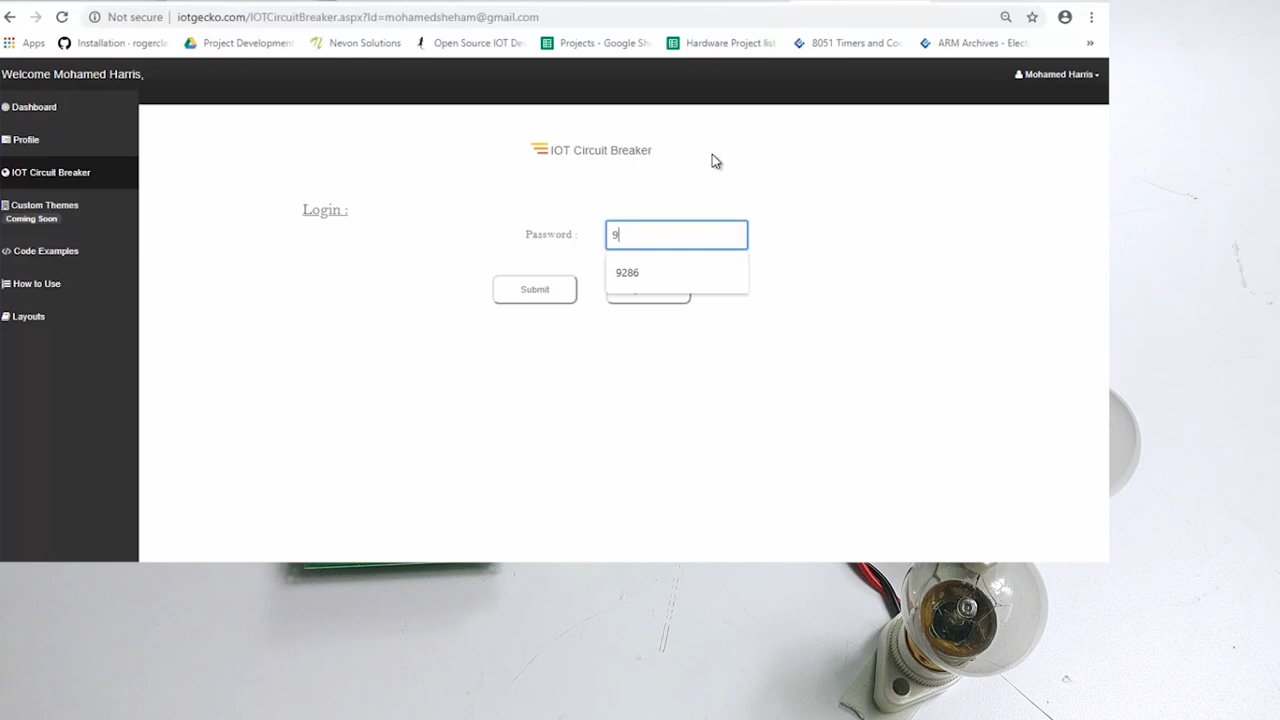 Not secure | iotgecko.com/IOTCircuitBreaker.aspx?Id=mohamedsheham@gmail.com
Apps Installation · rogercla Project Development Nevon Solutions Open Source IOT De Projects - Google Sh Hardware Project list 8051 Timers and Cou ARM Archives - Elect »
Welcome Mohamed Harris,
Mohamed Harris
Dashboard
Profile
IOT Circuit Breaker
IOT Circuit Breaker
Custom Themes
Coming Soon
Login :
Password :
9
Code Examples
9286
How to Use
Submit
Layouts